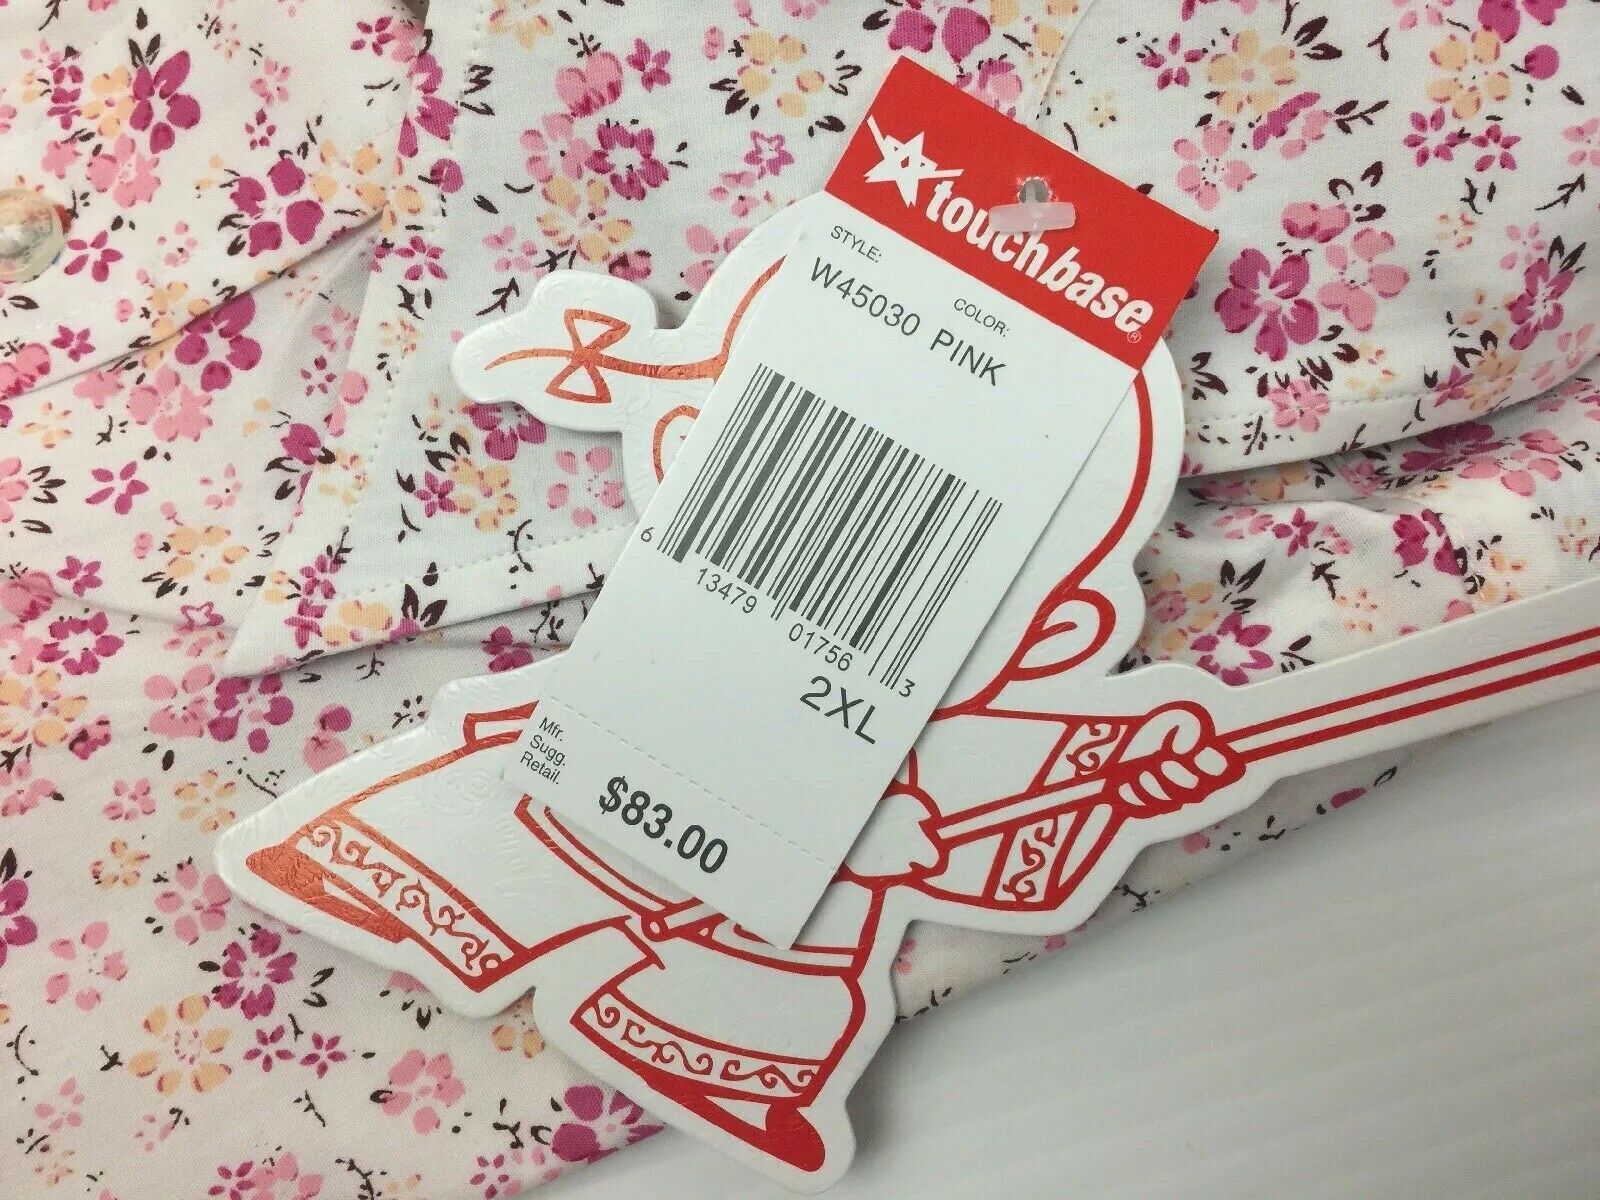 touchbase®
STYLE: COLOR:
W45030 PINK
6 13479 01756 3
2XL
Mfr.
Sugg.
Retail.
$83.00